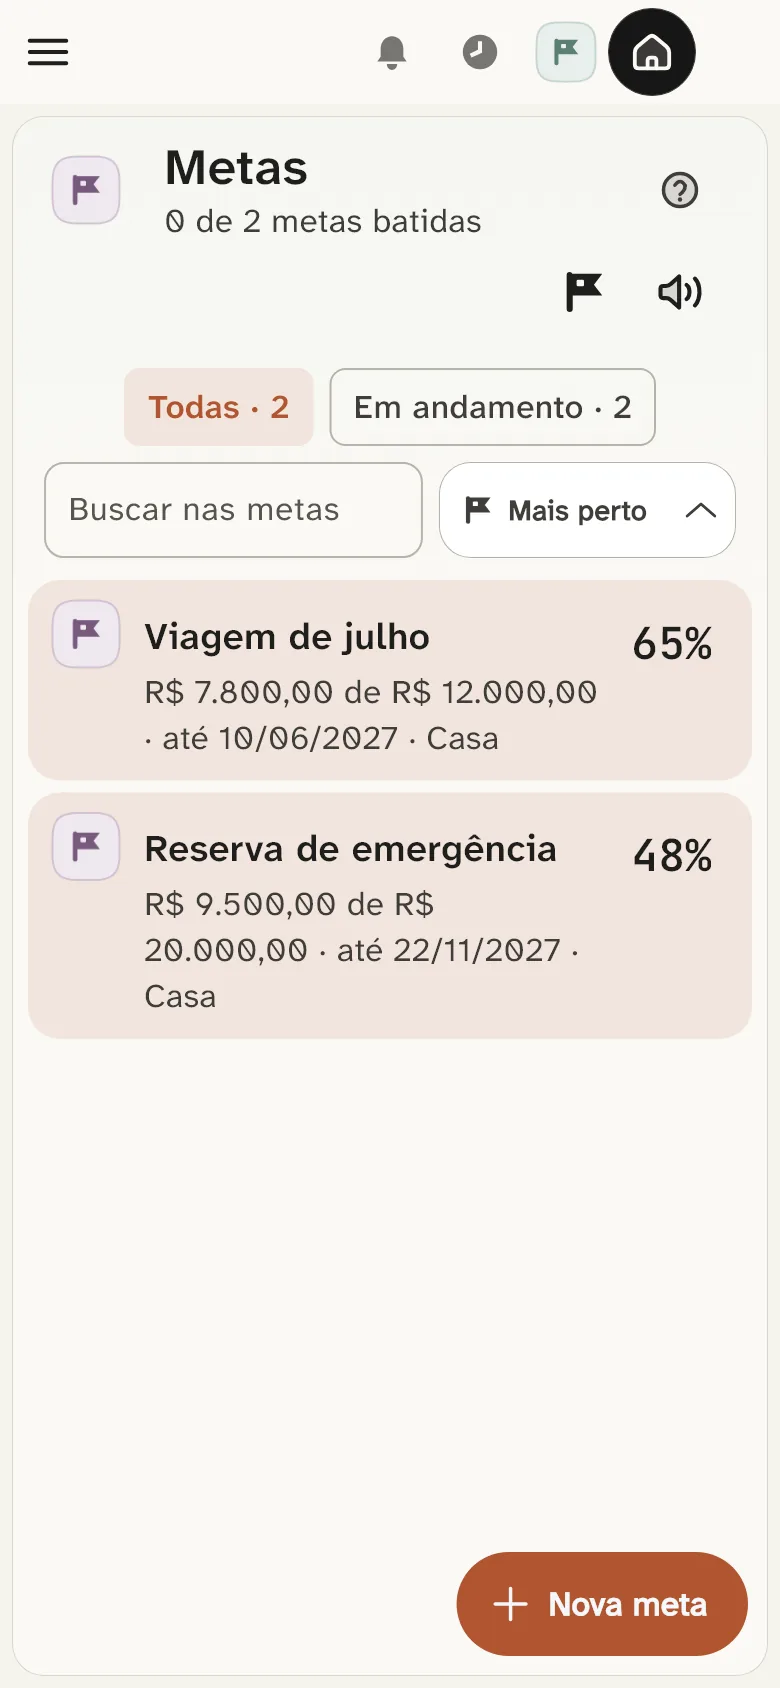 Metas
0 de 2 metas batidas
Todas · 2
Em andamento · 2
Buscar nas metas
Mais perto
Viagem de julho
65%
R$ 7.800,00 de R$ 12.000,00
· até 10/06/2027 · Casa
Reserva de emergência
48%
R$ 9.500,00 de R$
20.000,00 · até 22/11/2027 ·
Casa
Nova meta